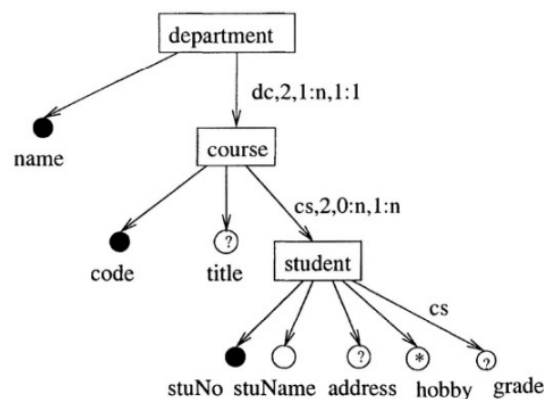 department
dc,2,1:n,1:1
name
course
cs,2,0:n,1:n
?
code
title
student
cs
? * ?
stuNo stuName address hobby grade